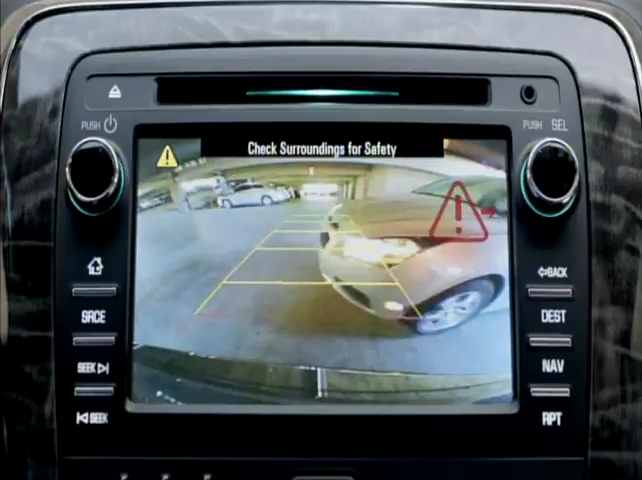 PUSH
PUSH SEL
Check Surroundings for Safety
BACK
SRCE
DEST
SEEK
NAV
SEEK
RPT